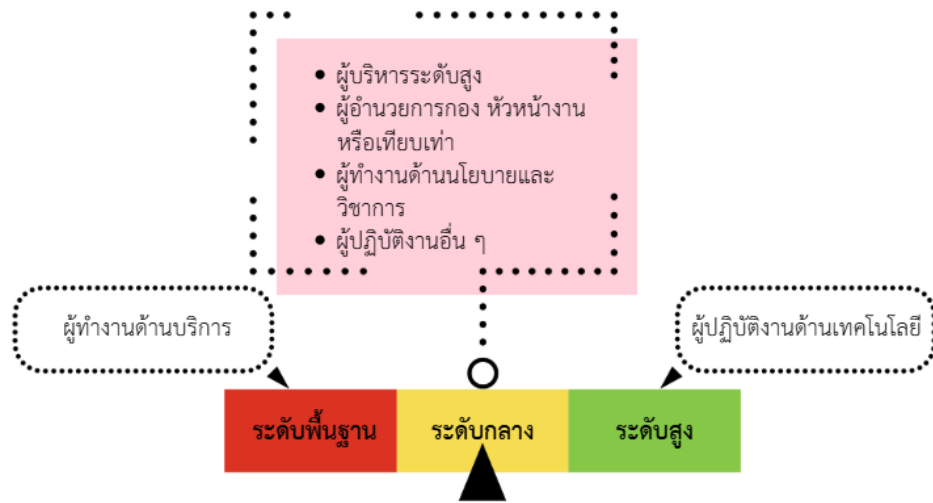 • ผู้บริหารระดับสูง
• ผู้อำนวยการกอง หัวหน้างาน
หรือเทียบเท่า
• ผู้ทำงานด้านนโยบายและ
วิชาการ
• ผู้ปฏิบัติงานอื่น ๆ
ผู้ทำงานด้านบริการ
ผู้ปฏิบัติงานด้านเทคโนโลยี
ระดับพื้นฐาน
ระดับกลาง
ระดับสูง